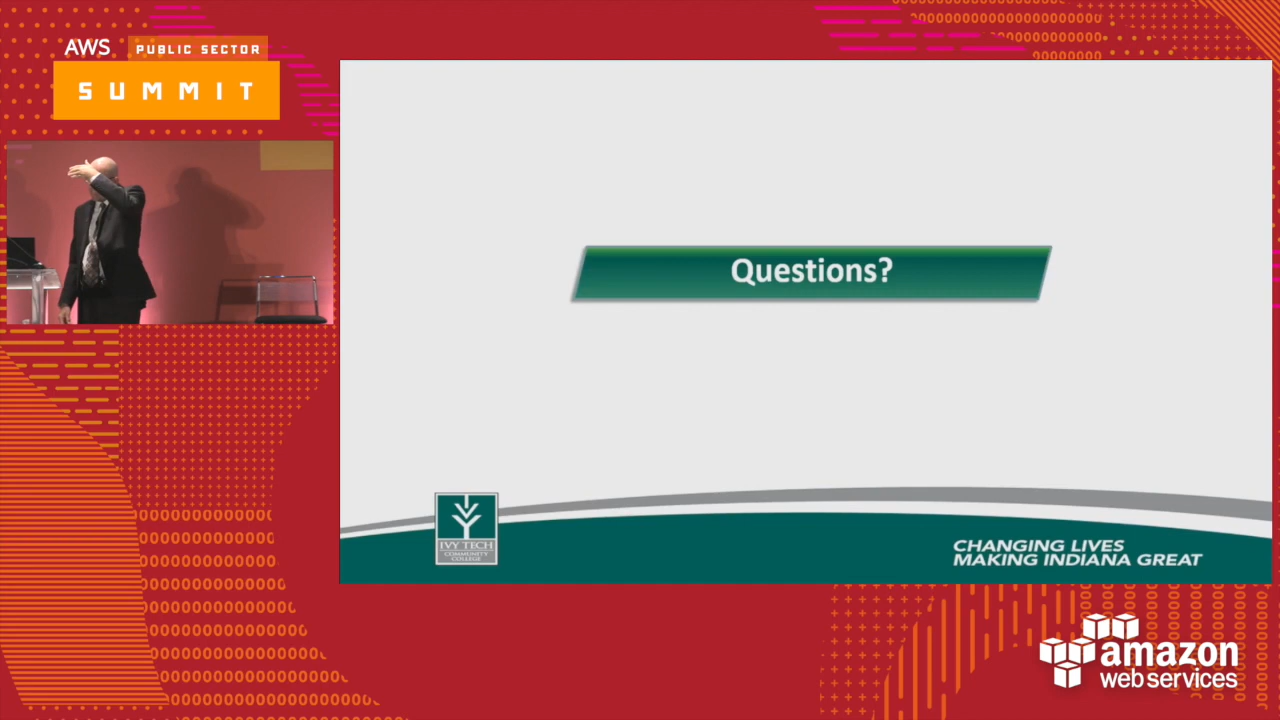 AWS PUBLIC SECTOR
SUMMIT
Questions?
IVY TECH
COMMUNITY
COLLEGE
CHANGING LIVES
MAKING INDIANA GREAT
amazon
web services